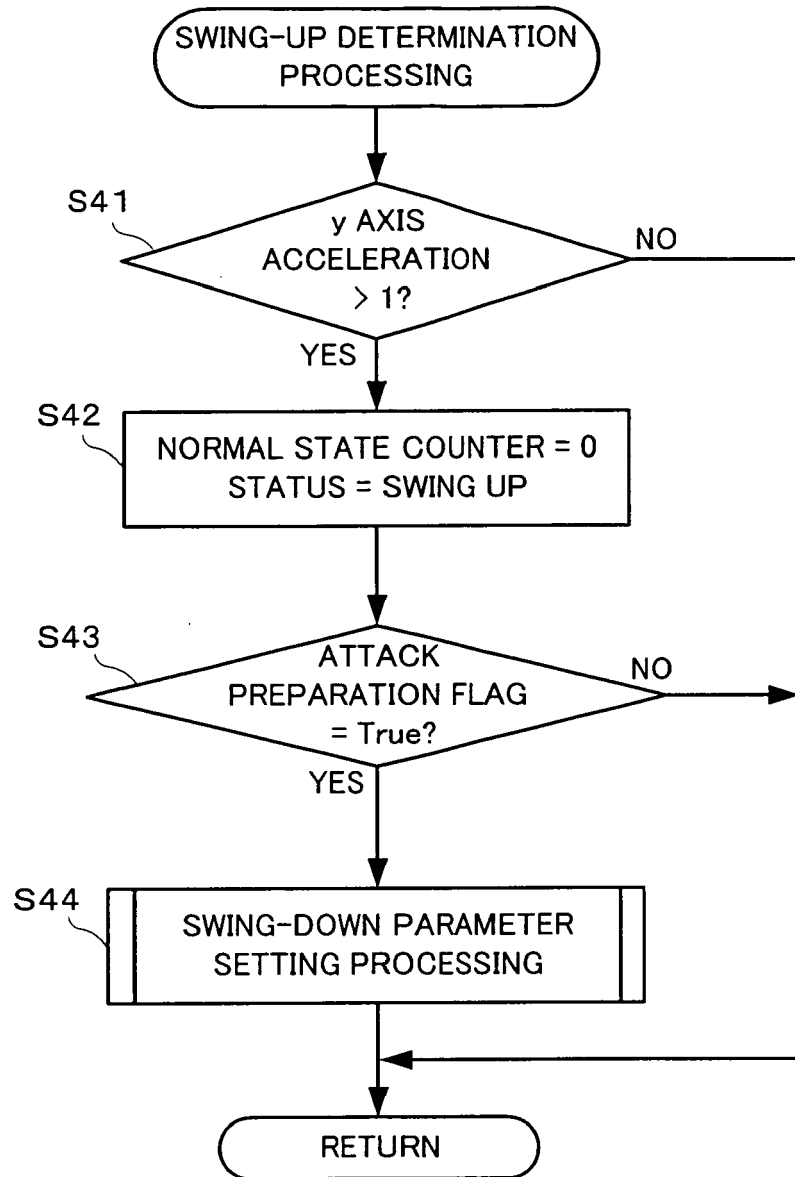 SWING-UP DETERMINATION
PROCESSING
S41
y AXIS
ACCELERATION
> 1?
NO
YES
S42
NORMAL STATE COUNTER = 0
STATUS = SWING UP
S43
ATTACK
PREPARATION FLAG
= True?
NO
YES
S44
SWING-DOWN PARAMETER
SETTING PROCESSING
RETURN